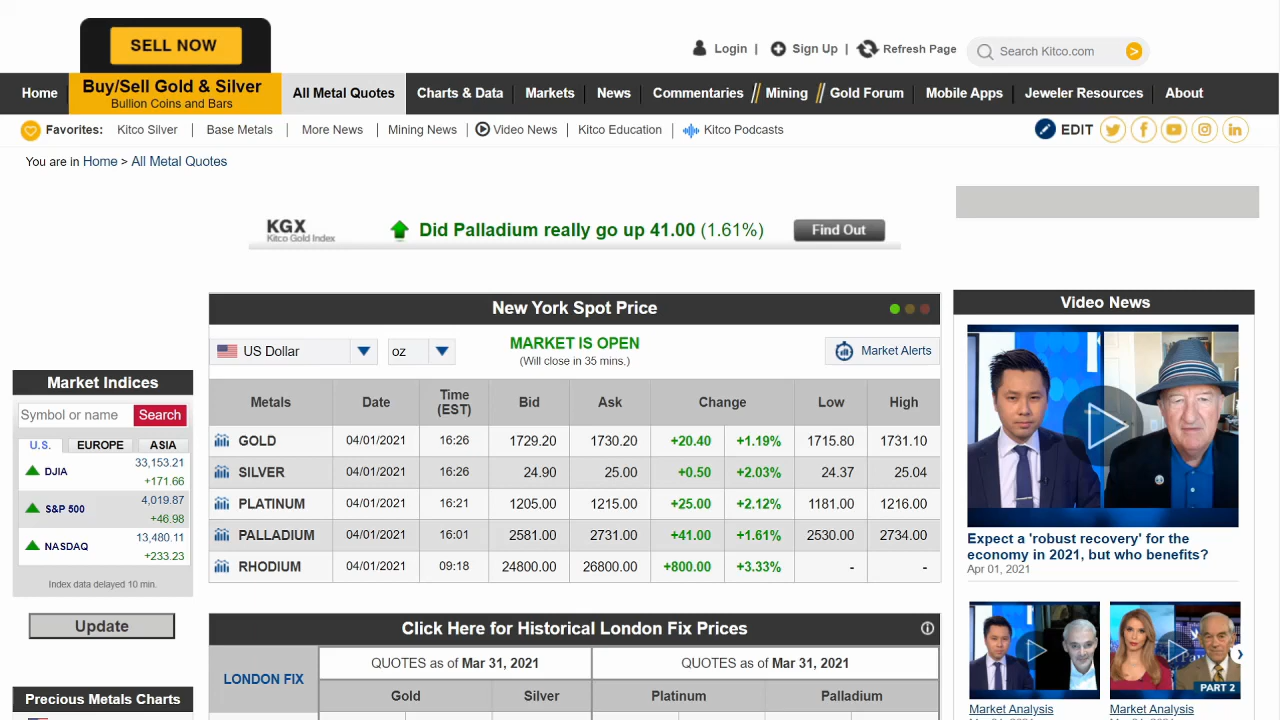 SELL NOW
Login | Sign Up | Refresh Page
Search Kitco.com
Home
Buy/Sell Gold & Silver
Bullion Coins and Bars
All Metal Quotes
Charts & Data
Markets
News
Commentaries
Mining
Gold Forum
Mobile Apps
Jeweler Resources
About
Favorites: Kitco Silver | Base Metals | More News | Mining News | Video News | Kitco Education | Kitco Podcasts
EDIT
You are in Home > All Metal Quotes
KGX
Kitco Gold Index
Did Palladium really go up 41.00 (1.61%)
Find Out
New York Spot Price
US Dollar
oz
MARKET IS OPEN
(Will close in 35 mins.)
Market Alerts
Metals Date Time (EST) Bid Ask Change Low High
GOLD 04/01/2021 16:26 1729.20 1730.20 +20.40 +1.19% 1715.80 1731.10
SILVER 04/01/2021 16:26 24.90 25.00 +0.50 +2.03% 24.37 25.04
PLATINUM 04/01/2021 16:21 1205.00 1215.00 +25.00 +2.12% 1181.00 1216.00
PALLADIUM 04/01/2021 16:01 2581.00 2731.00 +41.00 +1.61% 2530.00 2734.00
RHODIUM 04/01/2021 09:18 24800.00 26800.00 +800.00 +3.33% - -
Click Here for Historical London Fix Prices
LONDON FIX
QUOTES as of Mar 31, 2021
QUOTES as of Mar 31, 2021
Gold Silver Platinum Palladium
Market Indices
Symbol or name
Search
U.S. EUROPE ASIA
DJIA 33,153.21
+171.66
S&P 500 4,019.87
+46.98
NASDAQ 13,480.11
+233.23
Index data delayed 10 min.
Update
Precious Metals Charts
Video News
Expect a 'robust recovery' for the
economy in 2021, but who benefits?
Apr 01, 2021
PART 2
Market Analysis
Market Analysis